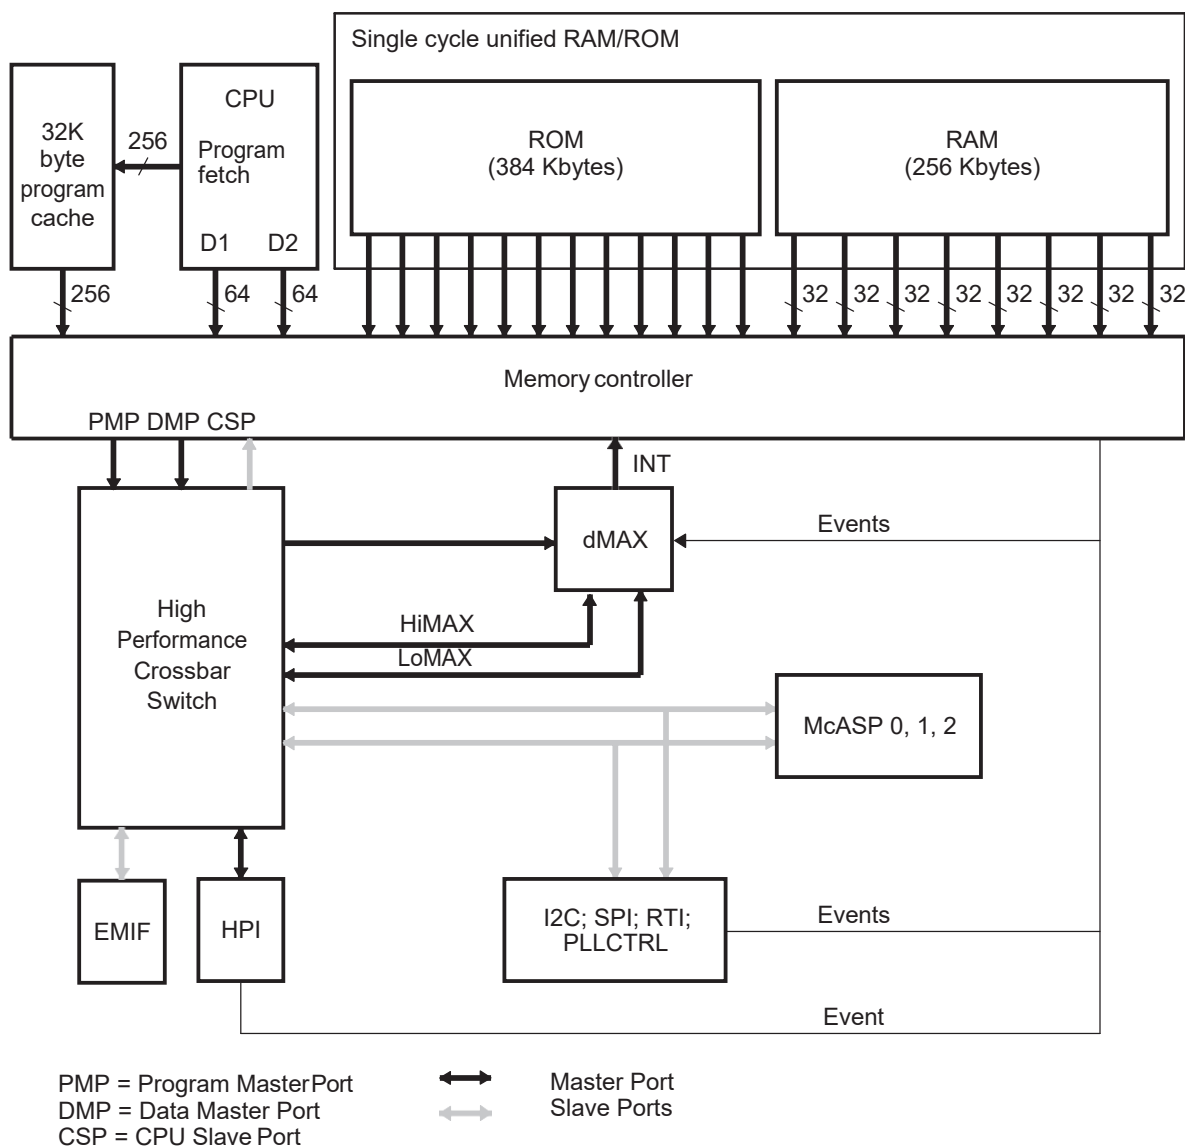 Single cycle unified RAM/ROM
CPU
32K
byte
program
cache
256
Program
fetch
D1 D2
ROM
(384 Kbytes)
RAM
(256 Kbytes)
256
64
64
32
32
32
32
32
32
32
32
Memory controller
PMP DMP CSP
INT
dMAX
Events
High
Performance
Crossbar
Switch
HiMAX
LoMAX
McASP 0, 1, 2
EMIF
HPI
I2C; SPI; RTI;
PLLCTRL
Events
Event
PMP = Program MasterPort
DMP = Data Master Port
CSP = CPU Slave Port
Master Port
Slave Ports